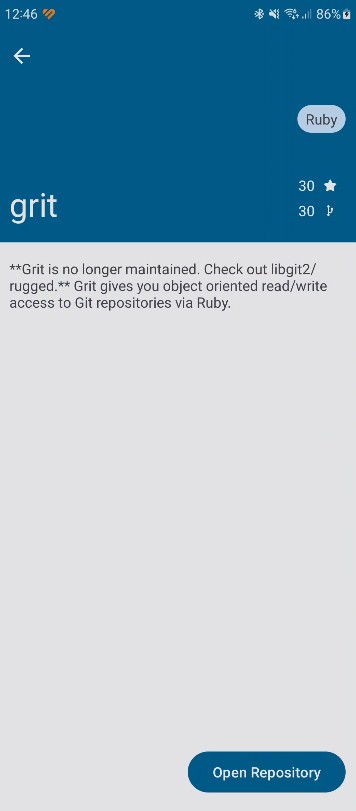 12:46 86%
Ruby
30
grit
30
**Grit is no longer maintained. Check out libgit2/
rugged.** Grit gives you object oriented read/write
access to Git repositories via Ruby.
Open Repository